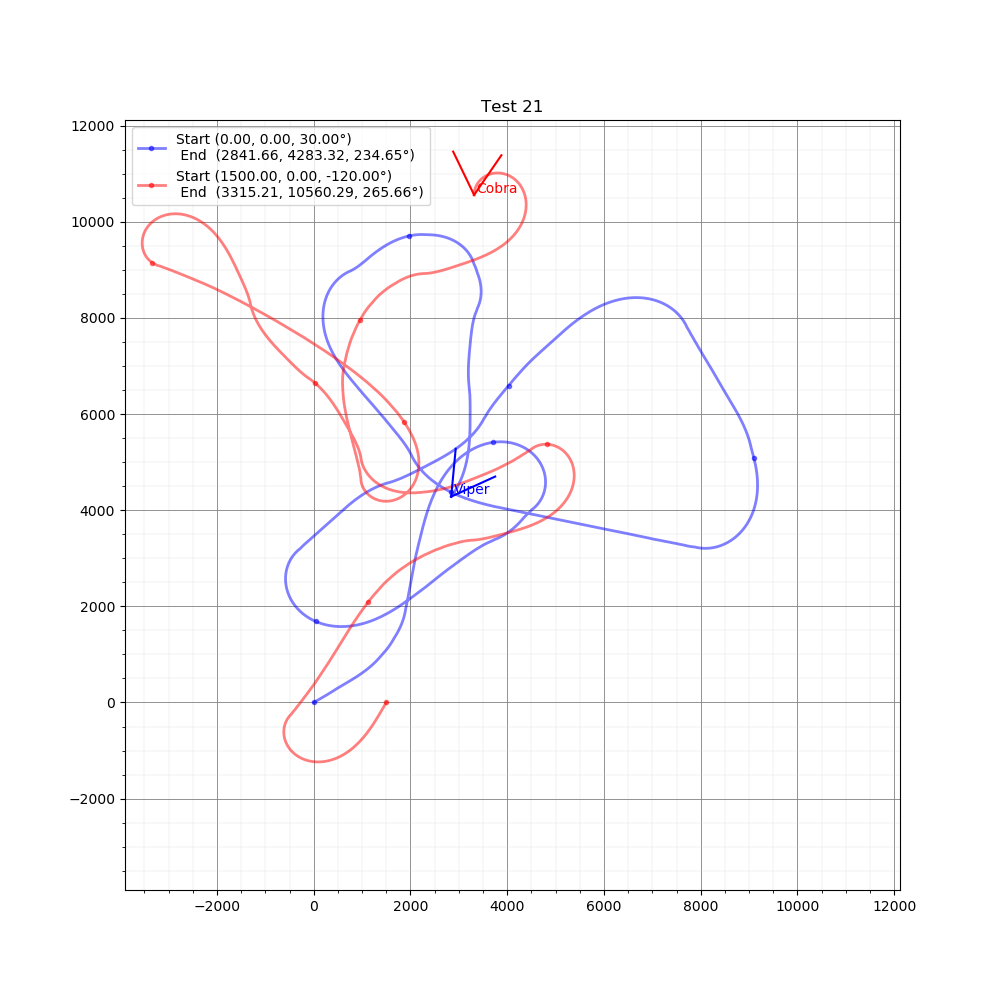 Test 21
Start (0.00, 0.00, 30.00°)
End  (2841.66, 4283.32, 234.65°)
Start (1500.00, 0.00, -120.00°)
End  (3315.21, 10560.29, 265.66°)
12000
10000
8000
6000
4000
2000
0
−2000
Cobra
Viper
−2000 0 2000 4000 6000 8000 10000 12000